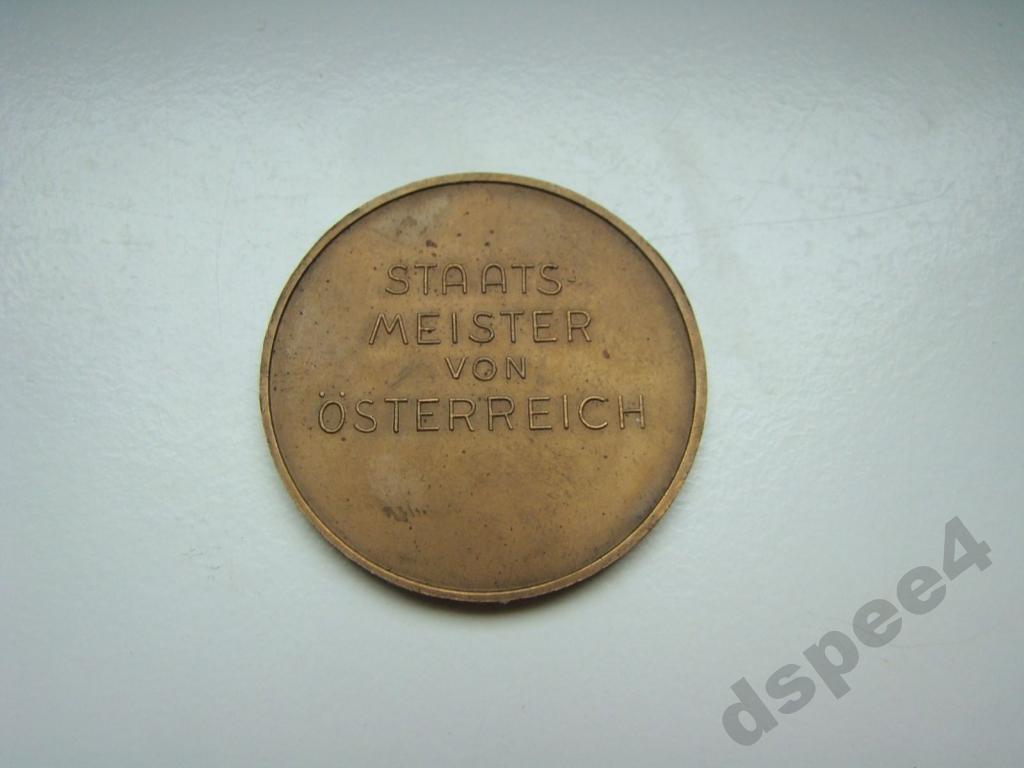 STAATS-
MEISTER
VON
ÖSTERREICH
dspee4